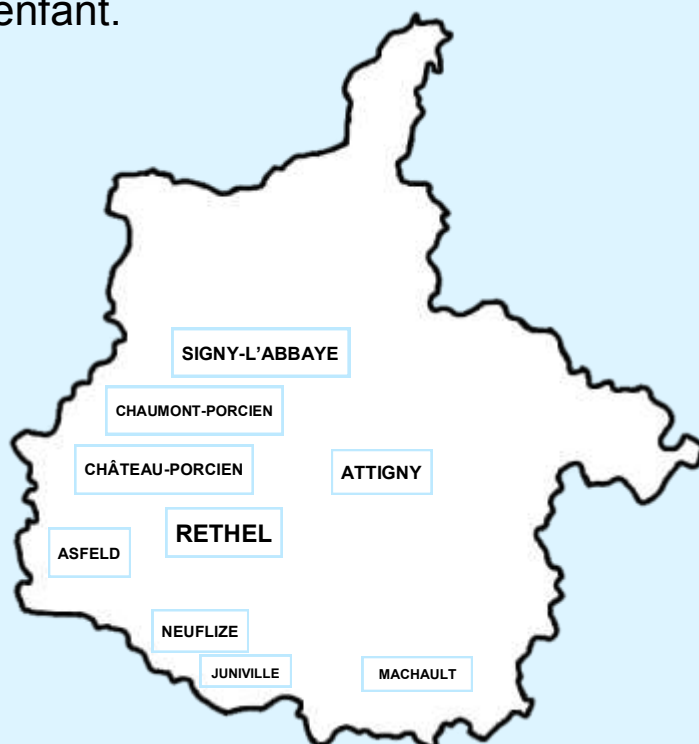 enfant.
SIGNY-L'ABBAYE
CHAUMONT-PORCIEN
CHÂTEAU-PORCIEN
ATTIGNY
RETHEL
ASFELD
NEUFLIZE
JUNIVILLE
MACHAULT